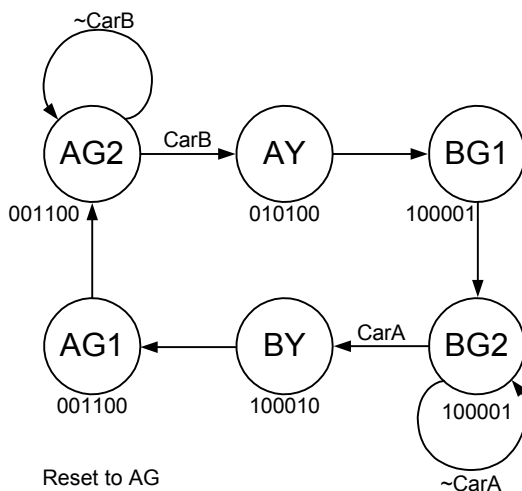 ~CarB
AG2
CarB
AY
BG1
001100
010100
100001
AG1
BY
CarA
BG2
001100
100010
100001
Reset to AG
~CarA